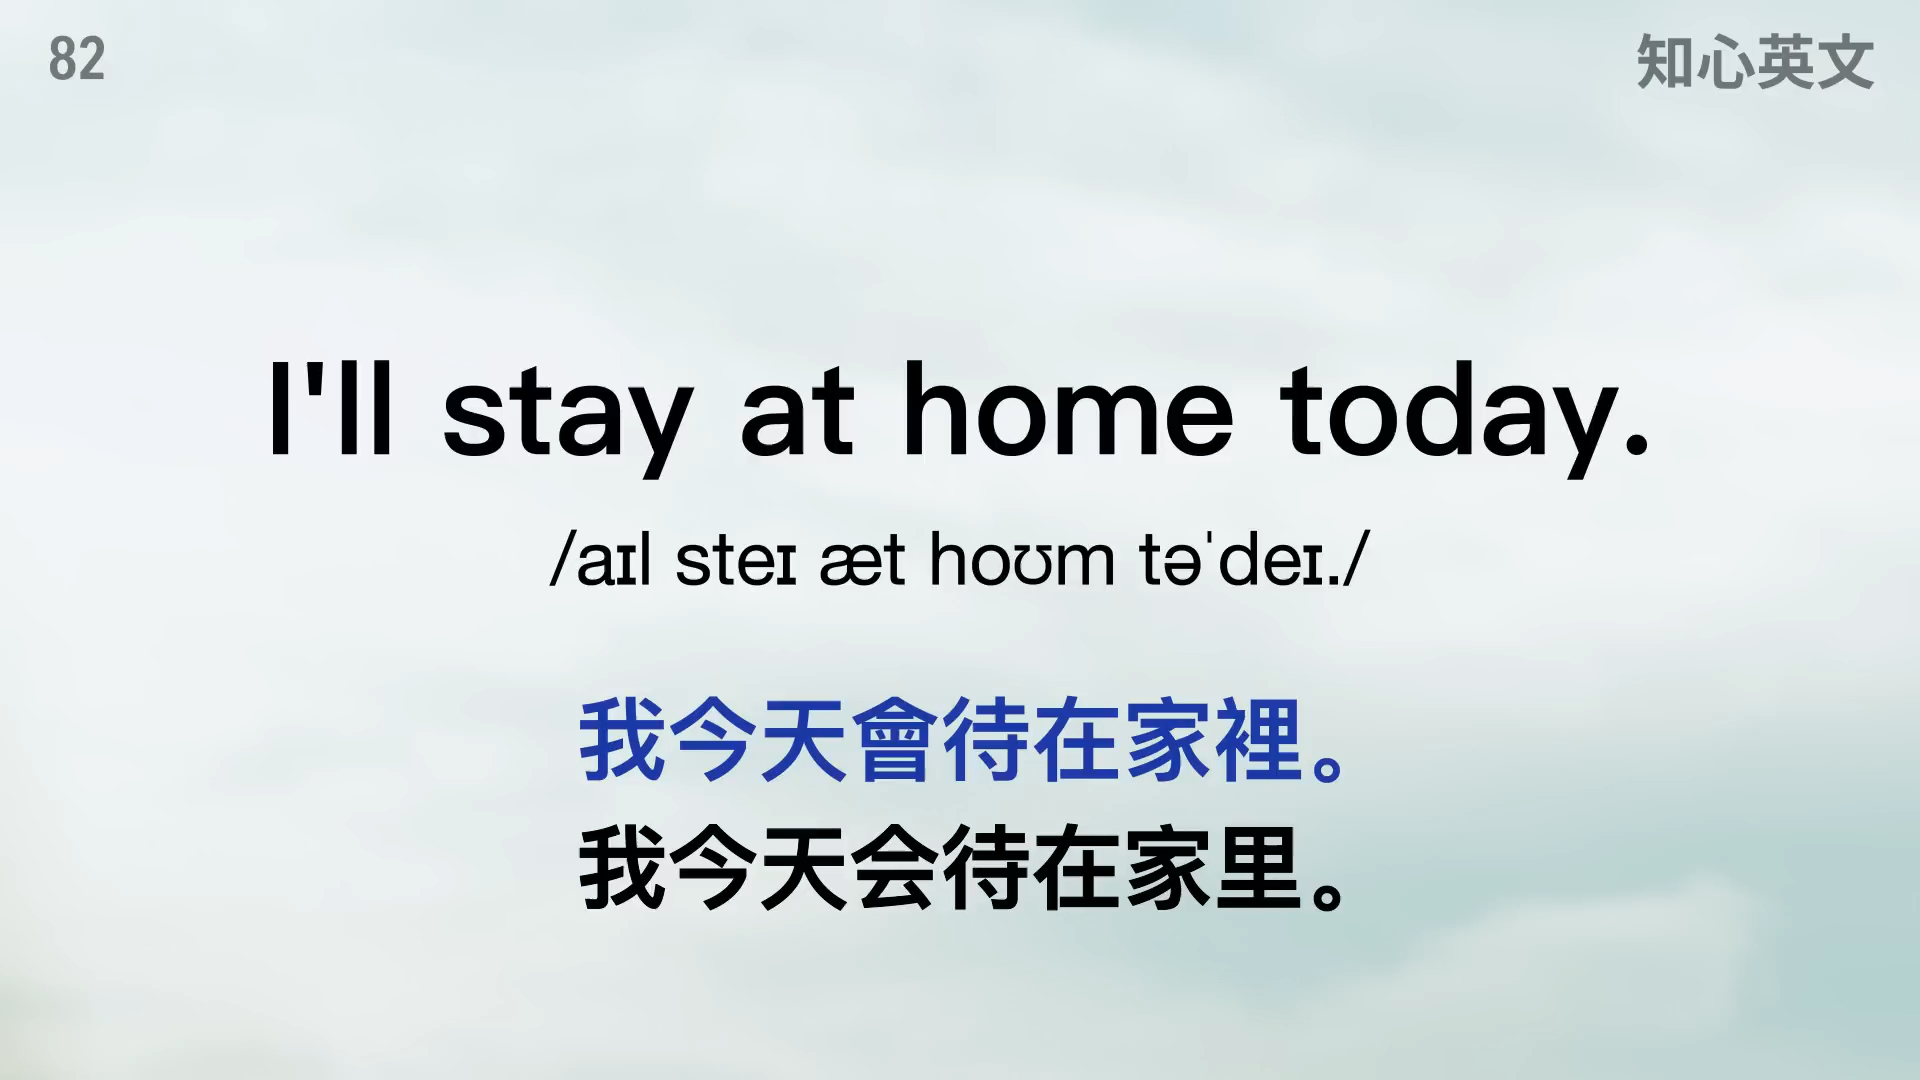 82
知心英文
I'll stay at home today.
/aɪl steɪ æt hoʊm təˈdeɪ./
我今天會待在家裡。
我今天会待在家里。